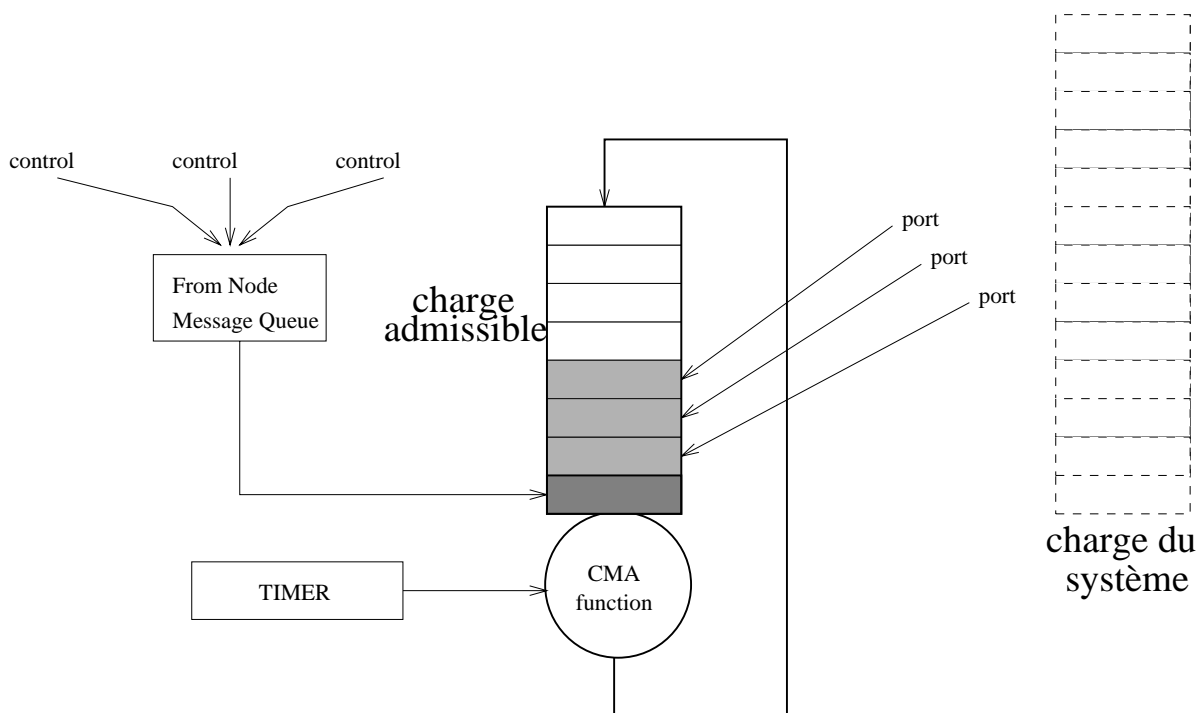 control
control
control
From Node
Message Queue
charge
admissible
port
port
port
TIMER
CMA
function
charge du
système